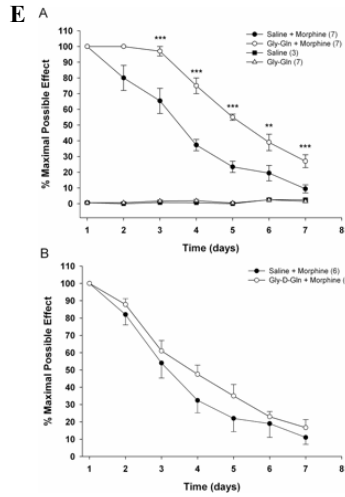 E
A
Saline + Morphine (7)
Gly-Gln + Morphine (7)
Saline (3)
Gly-Gln (7)
***
***
***
**
***
% Maximal Possible Effect
110
100
90
80
70
60
50
40
30
20
10
0
1 2 3 4 5 6 7 8
Time (days)
B
Saline + Morphine (6)
Gly-D-Gln + Morphine (
% Maximal Possible Effect
110
100
90
80
70
60
50
40
30
20
10
0
1 2 3 4 5 6 7 8
Time (days)